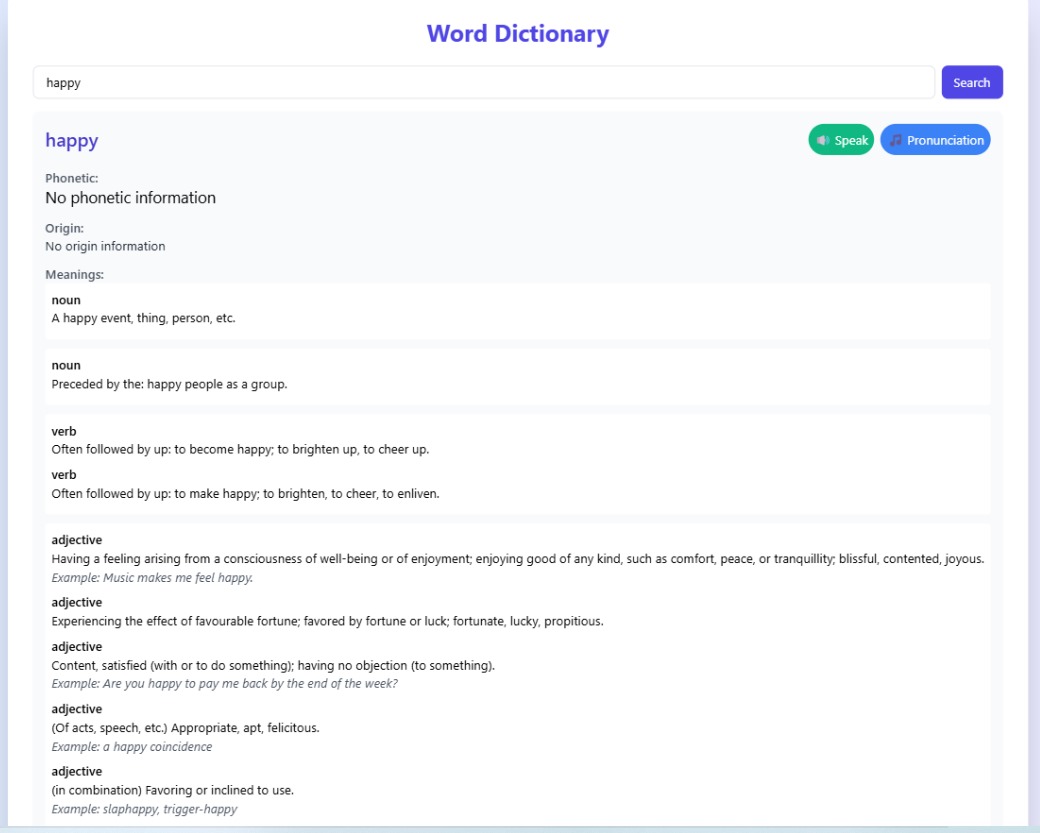 Word Dictionary
happy
Search
happy
Speak
Pronunciation
Phonetic:
No phonetic information
Origin:
No origin information
Meanings:
noun
A happy event, thing, person, etc.
noun
Preceded by the: happy people as a group.
verb
Often followed by up: to become happy; to brighten up, to cheer up.
verb
Often followed by up: to make happy; to brighten, to cheer, to enliven.
adjective
Having a feeling arising from a consciousness of well-being or of enjoyment; enjoying good of any kind, such as comfort, peace, or tranquillity; blissful, contented, joyous.
Example: Music makes me feel happy.
adjective
Experiencing the effect of favourable fortune; favored by fortune or luck; fortunate, lucky, propitious.
adjective
Content, satisfied (with or to do something); having no objection (to something).
Example: Are you happy to pay me back by the end of the week?
adjective
(Of acts, speech, etc.) Appropriate, apt, felicitous.
Example: a happy coincidence
adjective
(in combination) Favoring or inclined to use.
Example: slaphappy, trigger-happy